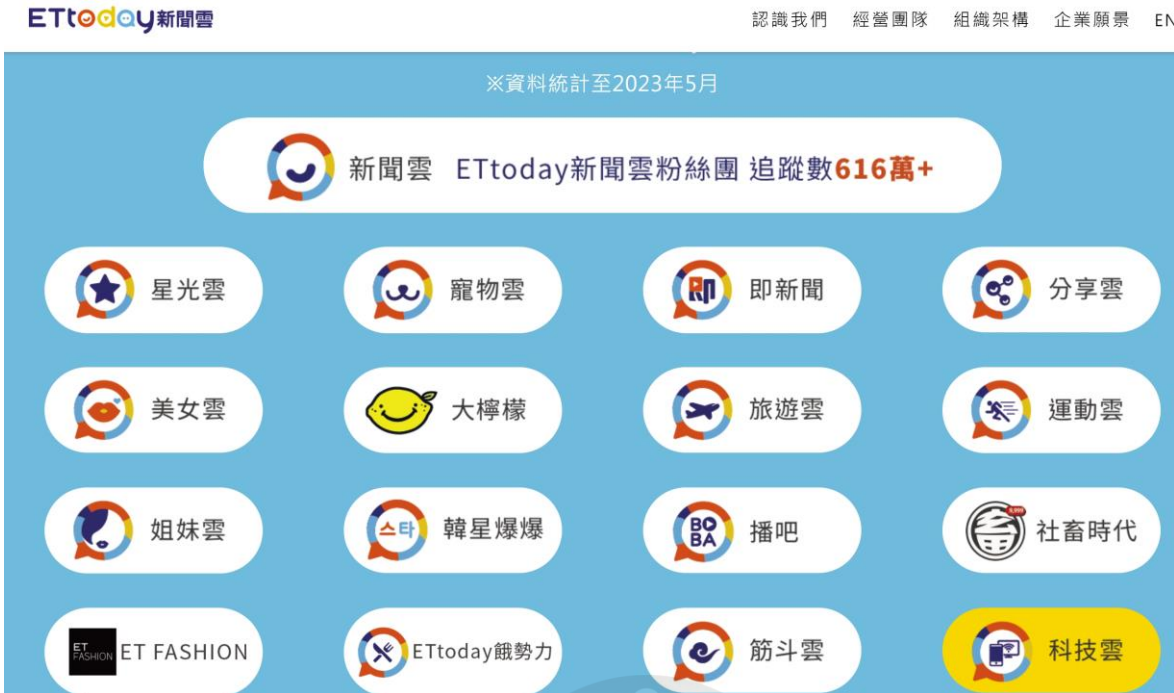 ETtoday新聞雲
認識我們 經營團隊 組織架構 企業願景 EN
※資料統計至2023年5月
新聞雲 ETtoday新聞雲粉絲團 追蹤數616萬+
星光雲 寵物雲 即新聞 分享雲
美女雲 大檸檬 旅遊雲 運動雲
姐妹雲 스타 韓星爆爆 BOBA 播吧 社畜時代
ET FASHION ET FASHION ETtoday餓勢力 筋斗雲 科技雲